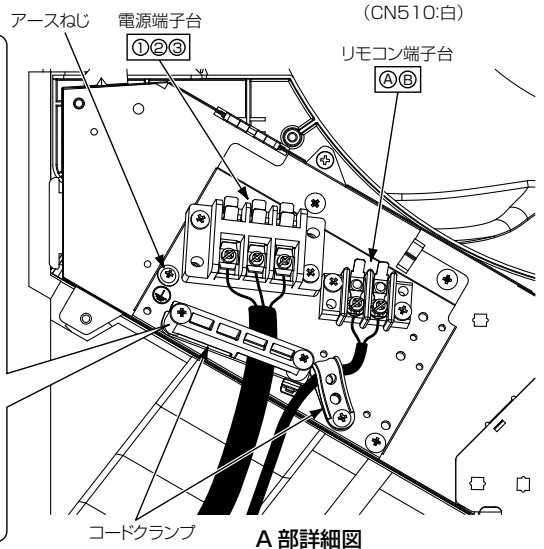 (CN510:白)
アースねじ
電源端子台
①②③
リモコン端子台
ⒶⒷ
コードクランプ
A 部詳細図